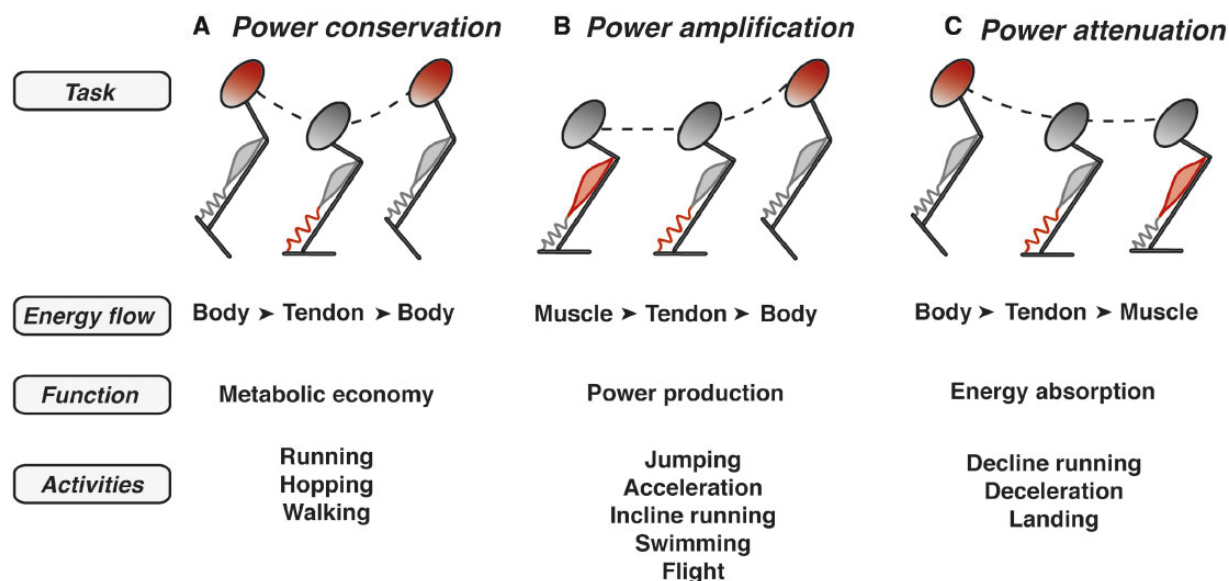 A Power conservation B Power amplification C Power attenuation
Task
Energy flow Body ➤ Tendon ➤ Body Muscle ➤ Tendon ➤ Body Body ➤ Tendon ➤ Muscle
Function Metabolic economy Power production Energy absorption
Activities
Running
Hopping
Walking
Jumping
Acceleration
Incline running
Swimming
Flight
Decline running
Deceleration
Landing